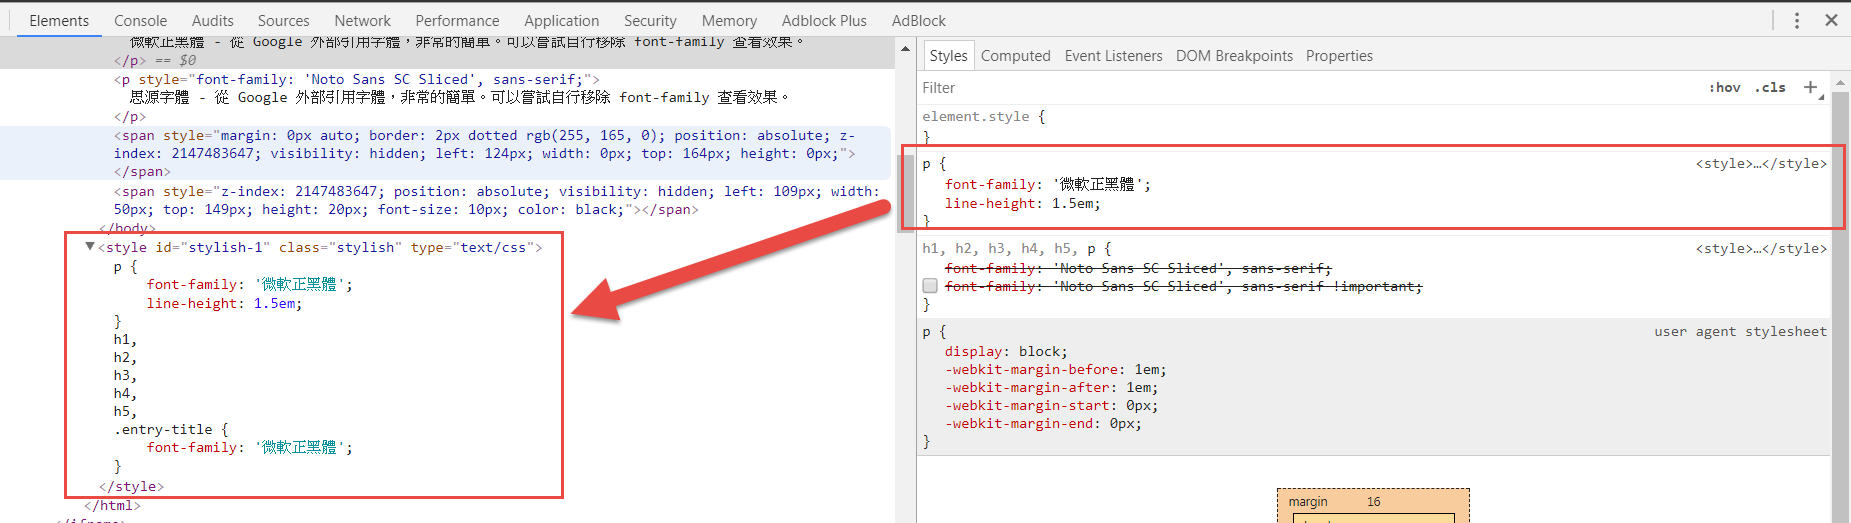 Elements Console Audits Sources Network Performance Application Security Memory Adblock Plus AdBlock
微軟正黑體 - 從 Google 外部引用字體，非常的簡單。可以嘗試自行移除 font-family 查看效果。
</p> == $0
<p style="font-family: 'Noto Sans SC Sliced', sans-serif;">
思源字體 - 從 Google 外部引用字體，非常的簡單。可以嘗試自行移除 font-family 查看效果。
</p>
<span style="margin: 0px auto; border: 2px dotted rgb(255, 165, 0); position: absolute; z-
index: 2147483647; visibility: hidden; left: 124px; width: 0px; top: 164px; height: 0px;">
</span>
<span style="z-index: 2147483647; position: absolute; visibility: hidden; left: 109px; width:
50px; top: 149px; height: 20px; font-size: 10px; color: black;"></span>
</body>
<style id="stylish-1" class="stylish" type="text/css">
p {
font-family: '微軟正黑體';
line-height: 1.5em;
}
h1,
h2,
h3,
h4,
h5,
.entry-title {
font-family: '微軟正黑體';
}
</style>
</html>
</iframe>
Styles Computed Event Listeners DOM Breakpoints Properties
Filter :hov .cls +
element.style {
}
p { <style>…</style>
font-family: '微軟正黑體';
line-height: 1.5em;
}
h1, h2, h3, h4, h5, p { <style>…</style>
font-family: 'Noto Sans SC Sliced', sans-serif;
font-family: 'Noto Sans SC Sliced', sans-serif !important;
}
p { user agent stylesheet
display: block;
-webkit-margin-before: 1em;
-webkit-margin-after: 1em;
-webkit-margin-start: 0px;
-webkit-margin-end: 0px;
}
margin 16